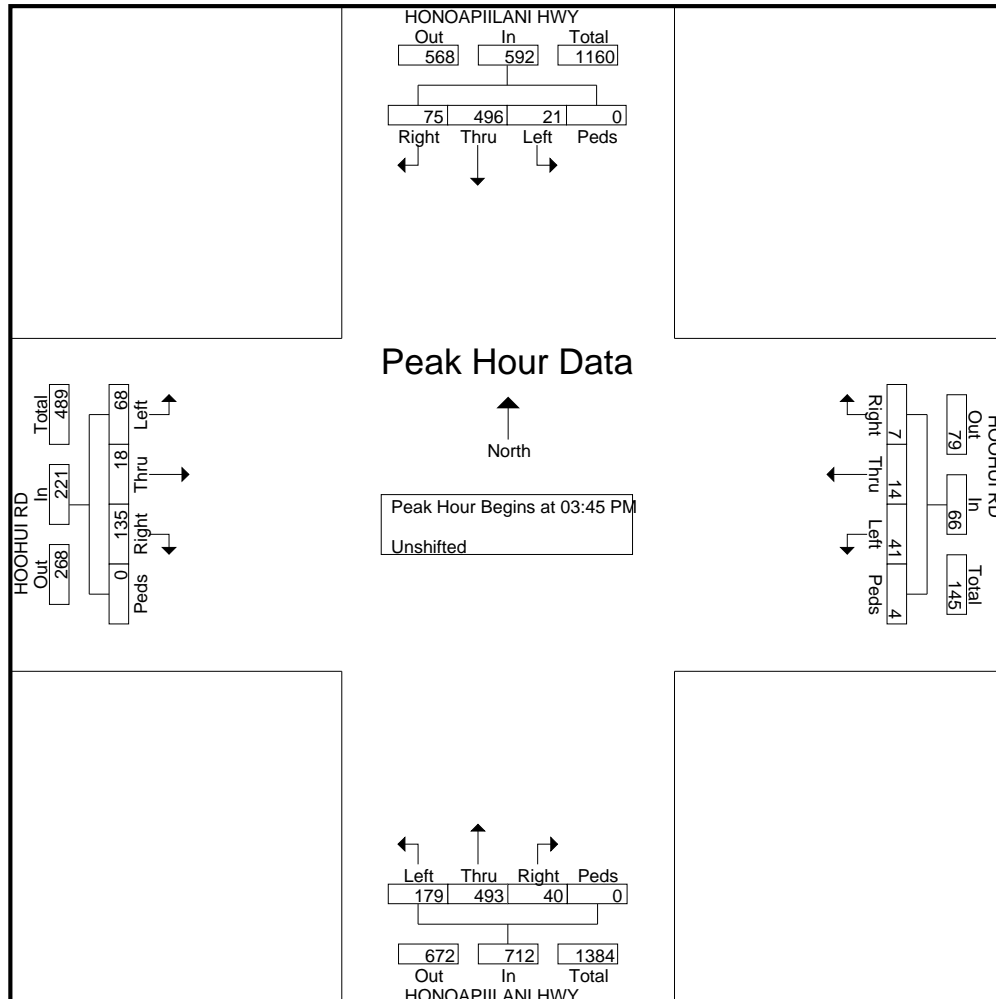 HONOAPIILANI HWY
Out In Total
568 592 1160
75 496 21 0
Right Thru Left Peds
Peak Hour Data
North
Peak Hour Begins at 03:45 PM
Unshifted
HOOHUI RD
Out In Total
268 221 489
0 135 18 68
Peds Right Thru Left
HOOHUI RD
Out In Total
79 66 145
7 14 41 4
Right Thru Left Peds
Left Thru Right Peds
179 493 40 0
672 712 1384
Out In Total
HONOAPIILANI HWY